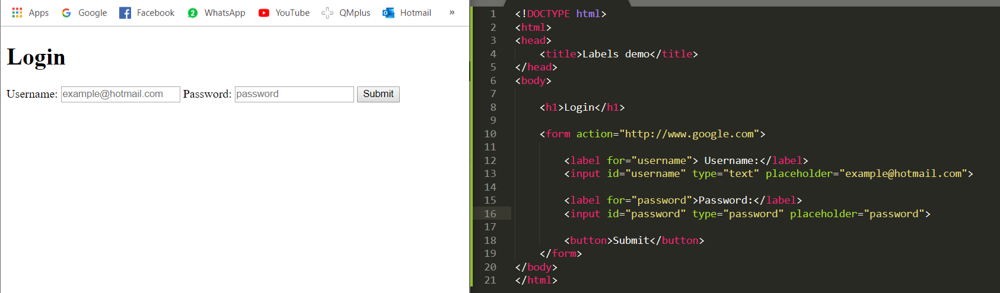 Apps Google Facebook 2 WhatsApp YouTube QMplus Hotmail »
Login
Username: example@hotmail.com Password: password Submit
1 <!DOCTYPE html>
2 <html>
3 <head>
4 <title>Labels demo</title>
5 </head>
6 <body>
7
8 <h1>Login</h1>
9
10 <form action="http://www.google.com">
11
12 <label for="username"> Username:</label>
13 <input id="username" type="text" placeholder="example@hotmail.com">
14
15 <label for="password">Password:</label>
16 <input id="password" type="password" placeholder="password">
17
18 <button>Submit</button>
19 </form>
20 </body>
21 </html>